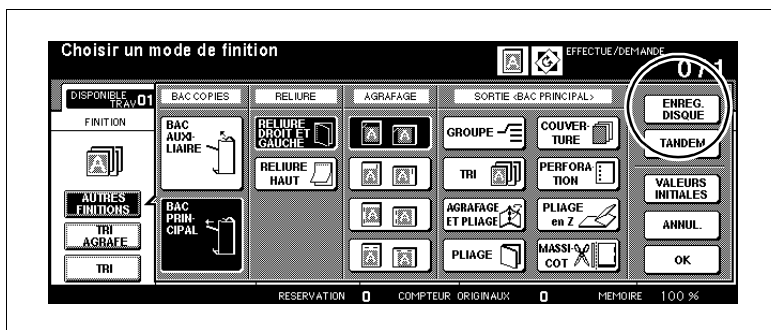 Choisir un mode de finition
EFFECTUE/DEMANDE
0/1
DISPONIBLE
TRAV 01
BAC COPIES
RELIURE
AGRAFAGE
SORTIE <BAC PRINCIPAL>
ENREG.
DISQUE
TANDEM
VALEURS
INITIALES
ANNUL.
OK
FINITION
AUTRES
FINITIONS
TRI
AGRAFE
TRI
BAC
AUXI-
LIAIRE
BAC
PRIN-
CIPAL
RELIURE
DROIT ET
GAUCHE
RELIURE
HAUT
GROUPE
COUVER-
TURE
TRI
PERFORA-
TION
AGRAFAGE
ET PLIAGE
PLIAGE
en Z
PLIAGE
MASSI-
COT
RESERVATION 0 COMPTEUR ORIGINAUX 0 MEMOIRE 100 %